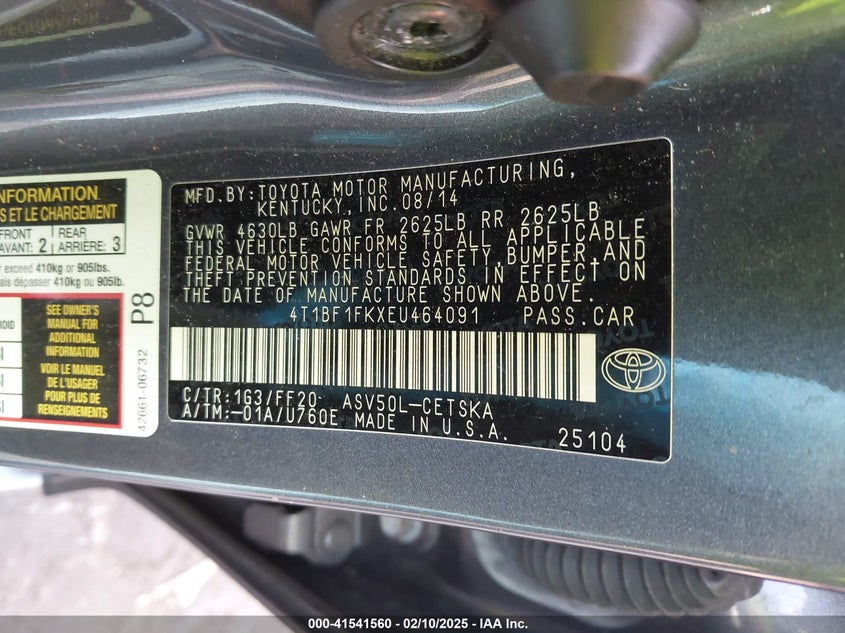 INFORMATION
S ET LE CHARGEMENT
FRONT
AVANT: 2
REAR
ARRIÈRE: 3
exceed 410kg or 905lbs.
ais dépasser 410kg ou 905lb.
SEE OWNER'S
MANUAL FOR
ADDITIONAL
INFORMATION
VOIR LE MANUEL
DE L'USAGER
POUR PLUS DE
RENSEIGNEMENTS
P8
42661-06732
MFD.BY:TOYOTA MOTOR MANUFACTURING,
KENTUCKY,INC.08/14
GVWR 4630LB GAWR FR 2625LB RR 2625LB
THIS VEHICLE CONFORMS TO ALL APPLICABLE
FEDERAL MOTOR VEHICLE SAFETY,BUMPER,AND
THEFT PREVENTION STANDARDS IN EFFECT ON
THE DATE OF MANUFACTURE SHOWN ABOVE.
4T1BF1FKXEU464091 PASS.CAR
C/TR:1G3/FF20 ASV50L-CETSKA
A/TM:-01A/U760E MADE IN U.S.A.
25104
000-41541560 — 02/10/2025 — IAA Inc.